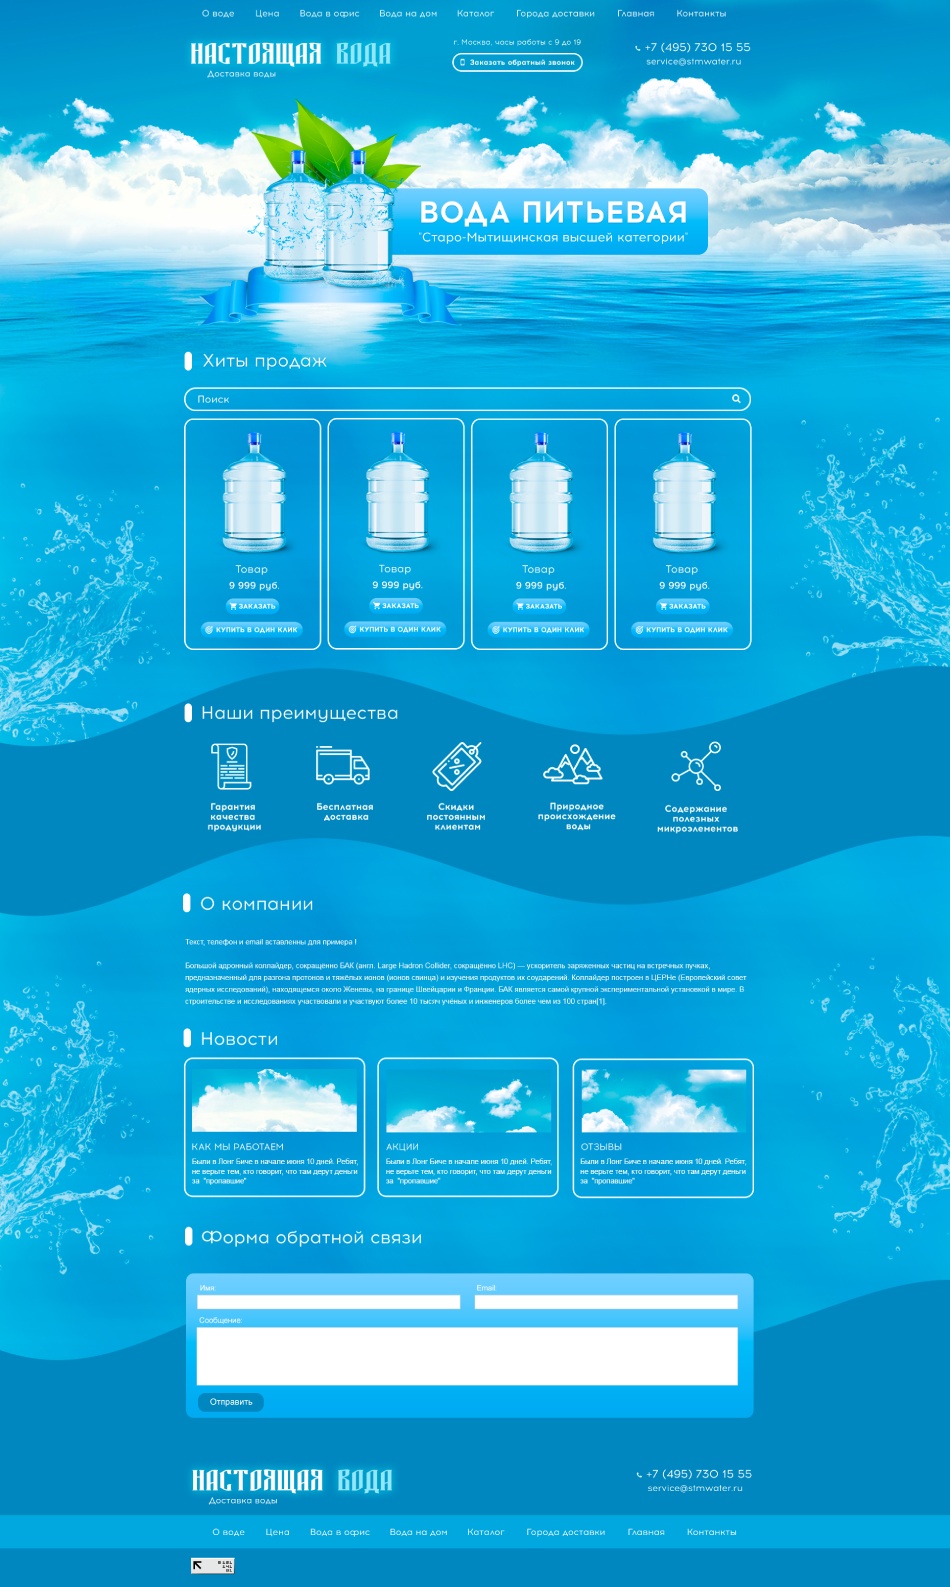 О воде Цена Вода в офис Вода на дом Каталог Города доставки Главная Контанкты
НАСТОЯЩАЯ ВОДА
Доставка воды
г. Москва, часы работы с 9 до 19
Заказать обратный звонок
+7 (495) 730 15 55
service@stmwater.ru
ВОДА ПИТЬЕВАЯ
"Старо-Мытищинская высшей категории"
Хиты продаж
Поиск
Товар
9 999 руб.
ЗАКАЗАТЬ
КУПИТЬ В ОДИН КЛИК
Товар
9 999 руб.
ЗАКАЗАТЬ
КУПИТЬ В ОДИН КЛИК
Товар
9 999 руб.
ЗАКАЗАТЬ
КУПИТЬ В ОДИН КЛИК
Товар
9 999 руб.
ЗАКАЗАТЬ
КУПИТЬ В ОДИН КЛИК
Наши преимущества
Гарантия
качества
продукции
Бесплатная
доставка
Скидки
постоянным
клиентам
Природное
происхождение
воды
Содержание
полезных
микроэлементов
О компании
Текст, телефон и email вставленны для примера !
Большой адронный коллайдер, сокращённо БАК (англ. Large Hadron Collider, сокращённо LHC) — ускоритель заряженных частиц на встречных пучках,
предназначенный для разгона протонов и тяжёлых ионов (ионов свинца) и изучения продуктов их соударений. Коллайдер построен в ЦЕРНе (Европейский совет
ядерных исследований), находящемся около Женевы, на границе Швейцарии и Франции. БАК является самой крупной экспериментальной установкой в мире. В
строительстве и исследованиях участвовали и участвуют более 10 тысяч учёных и инженеров более чем из 100 стран[1].
Новости
КАК МЫ РАБОТАЕМ
Были в Лонг Биче в начале июня 10 дней. Ребят,
не верьте тем, кто говорит, что там дерут деньги
за "пропавшие"
АКЦИИ
Были в Лонг Биче в начале июня 10 дней. Ребят,
не верьте тем, кто говорит, что там дерут деньги
за "пропавшие"
ОТЗЫВЫ
Были в Лонг Биче в начале июня 10 дней. Ребят,
не верьте тем, кто говорит, что там дерут деньги
за "пропавшие"
Форма обратной связи
Имя:
Email
Сообщение:
Отправить
НАСТОЯЩАЯ ВОДА
Доставка воды
+7 (495) 730 15 55
service@stmwater.ru
О воде Цена Вода в офис Вода на дом Каталог Города доставки Главная Контанкты